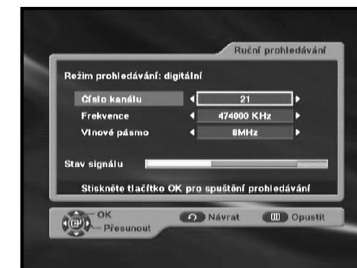 Ruční prohledávání
Režim prohledávání: digitální
Číslo kanálu 21
Frekvence 474000 KHz
Vlnové pásmo 8MHz
Stav signálu
Stiskněte tlačítko OK pro spuštění prohledávání
OK Návrat Opustit
Přesunout